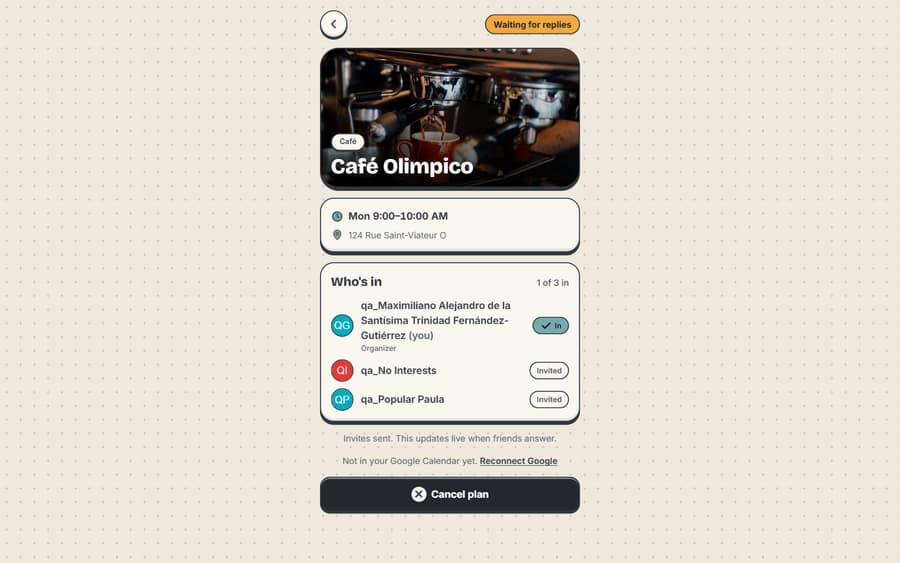 Waiting for replies
Café
Café Olimpico
Mon 9:00–10:00 AM
124 Rue Saint-Viateur O
Who's in
1 of 3 in
qa_Maximiliano Alejandro de la
Santísima Trinidad Fernández-
Gutiérrez (you)
Organizer
QG
In
QI
qa_No Interests
Invited
QP
qa_Popular Paula
Invited
Invites sent. This updates live when friends answer.
Not in your Google Calendar yet. Reconnect Google
Cancel plan